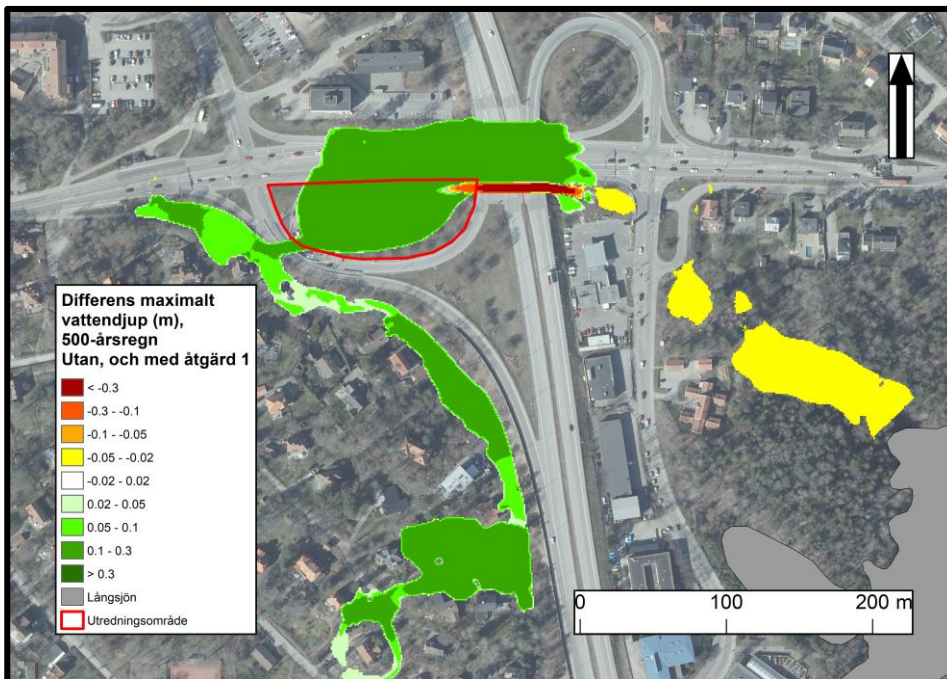 Differens maximalt
vattendjup (m),
500-årsregn
Utan, och med åtgärd 1
< -0.3
-0.3 - -0.1
-0.1 - -0.05
-0.05 - -0.02
-0.02 - 0.02
0.02 - 0.05
0.05 - 0.1
0.1 - 0.3
> 0.3
Långsjön
Utredningsområde
0 100 200 m